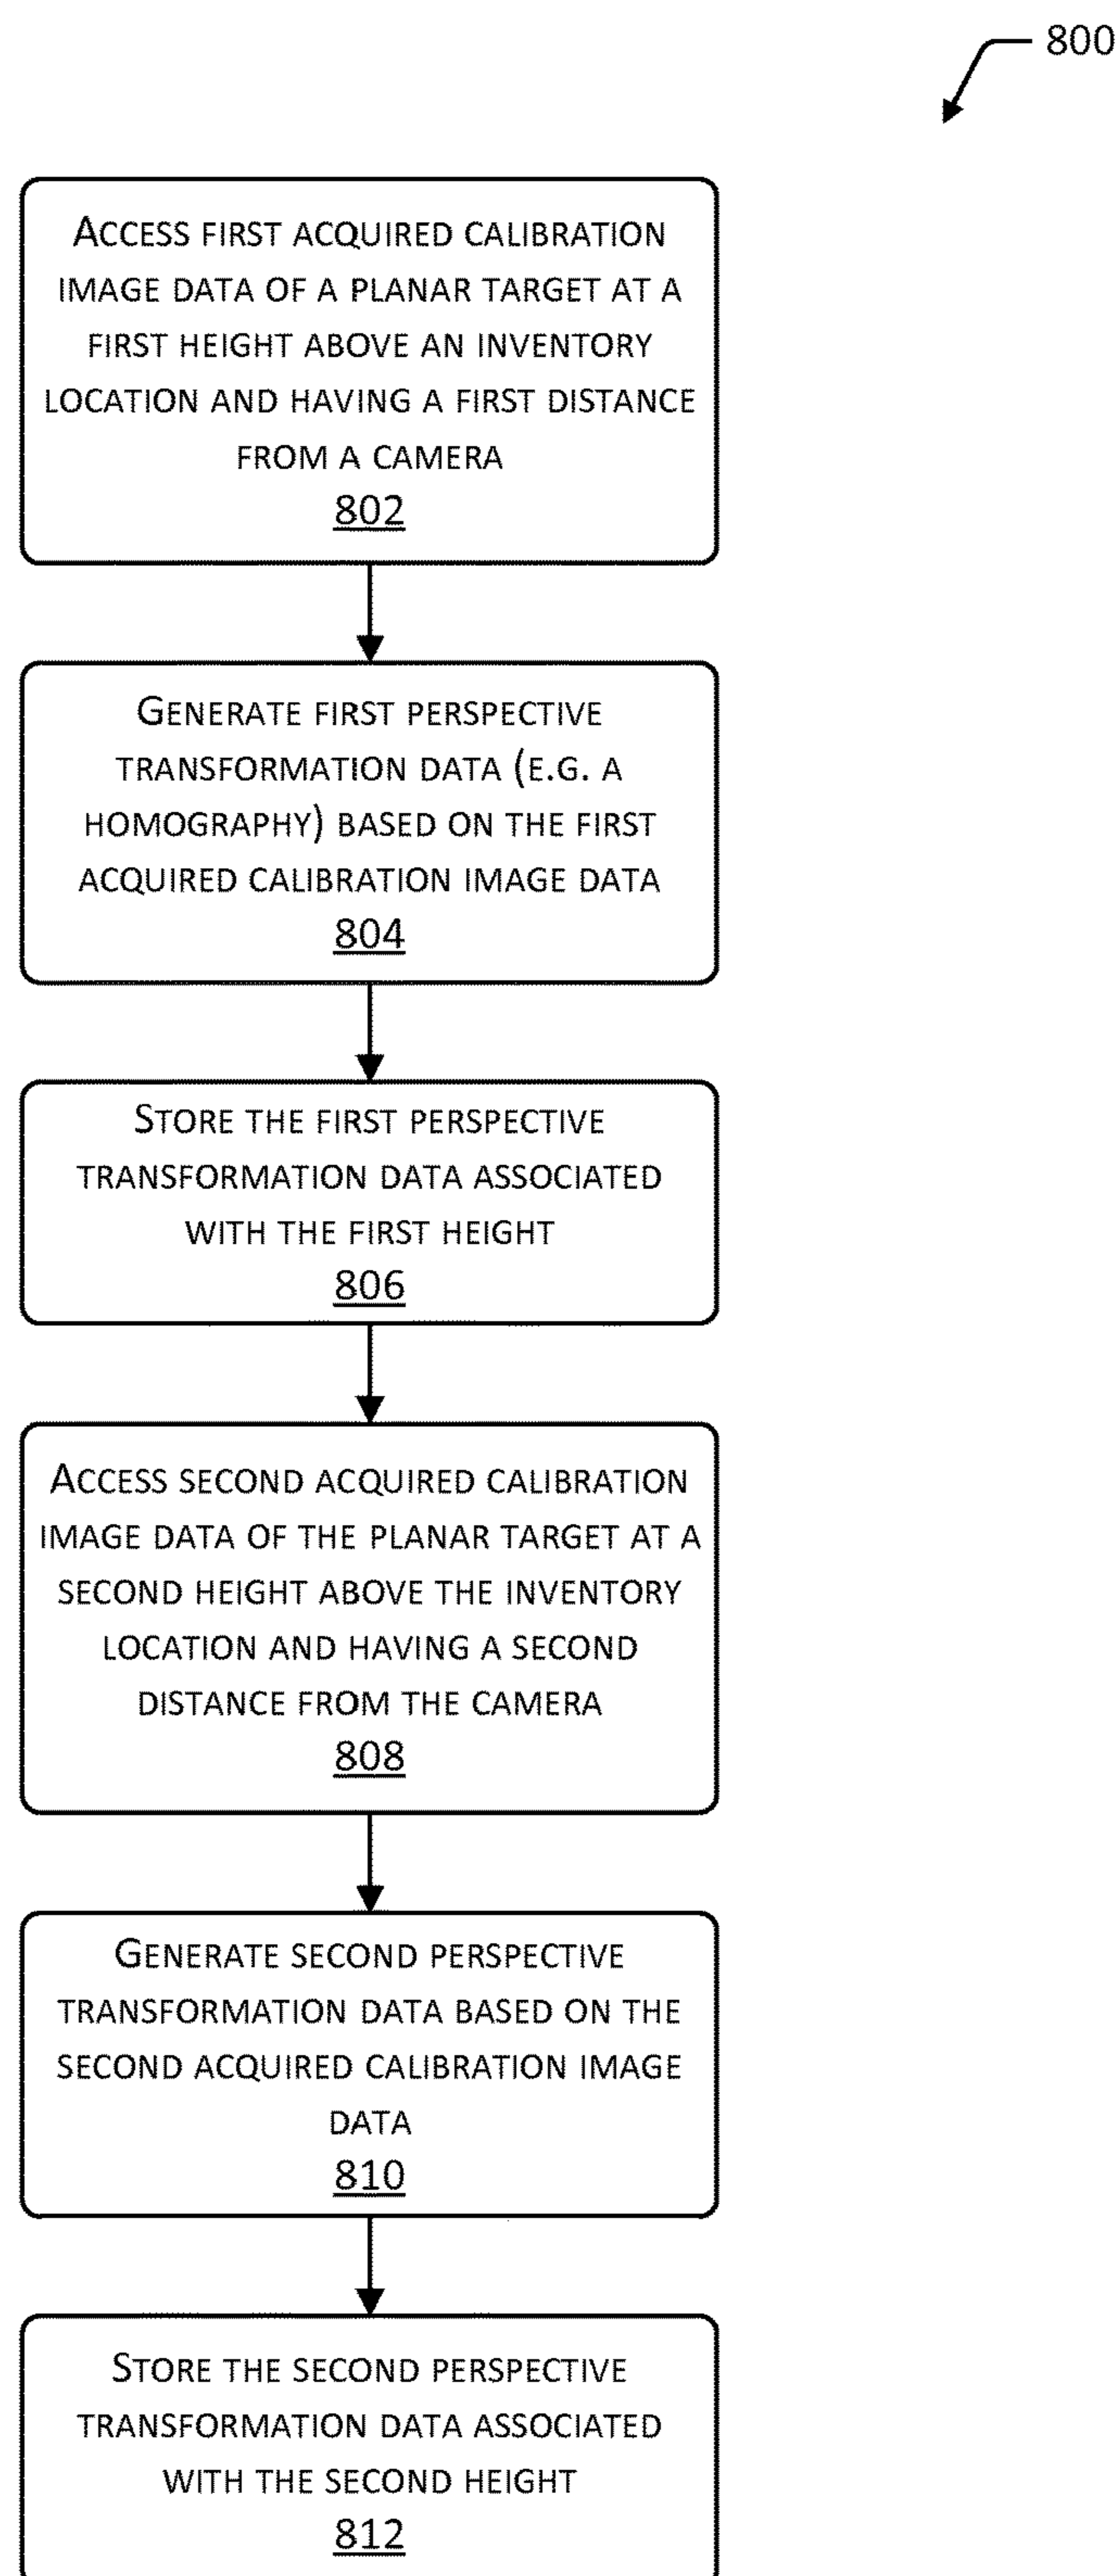 800
ACCESS FIRST ACQUIRED CALIBRATION
IMAGE DATA OF A PLANAR TARGET AT A
FIRST HEIGHT ABOVE AN INVENTORY
LOCATION AND HAVING A FIRST DISTANCE
FROM A CAMERA
802
GENERATE FIRST PERSPECTIVE
TRANSFORMATION DATA (E.G. A
HOMOGRAPHY) BASED ON THE FIRST
ACQUIRED CALIBRATION IMAGE DATA
804
STORE THE FIRST PERSPECTIVE
TRANSFORMATION DATA ASSOCIATED
WITH THE FIRST HEIGHT
806
ACCESS SECOND ACQUIRED CALIBRATION
IMAGE DATA OF THE PLANAR TARGET AT A
SECOND HEIGHT ABOVE THE INVENTORY
LOCATION AND HAVING A SECOND
DISTANCE FROM THE CAMERA
808
GENERATE SECOND PERSPECTIVE
TRANSFORMATION DATA BASED ON THE
SECOND ACQUIRED CALIBRATION IMAGE
DATA
810
STORE THE SECOND PERSPECTIVE
TRANSFORMATION DATA ASSOCIATED
WITH THE SECOND HEIGHT
812